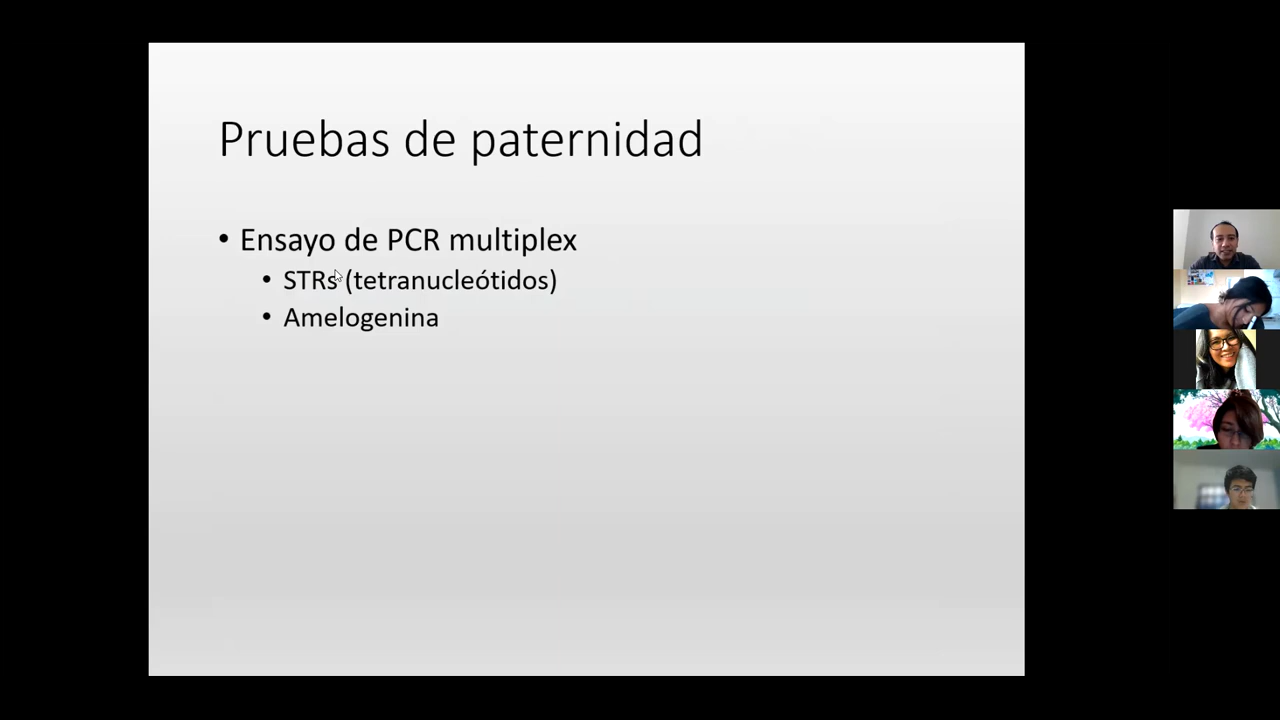 Pruebas de paternidad
• Ensayo de PCR multiplex
• STRs (tetranucleótidos)
• Amelogenina